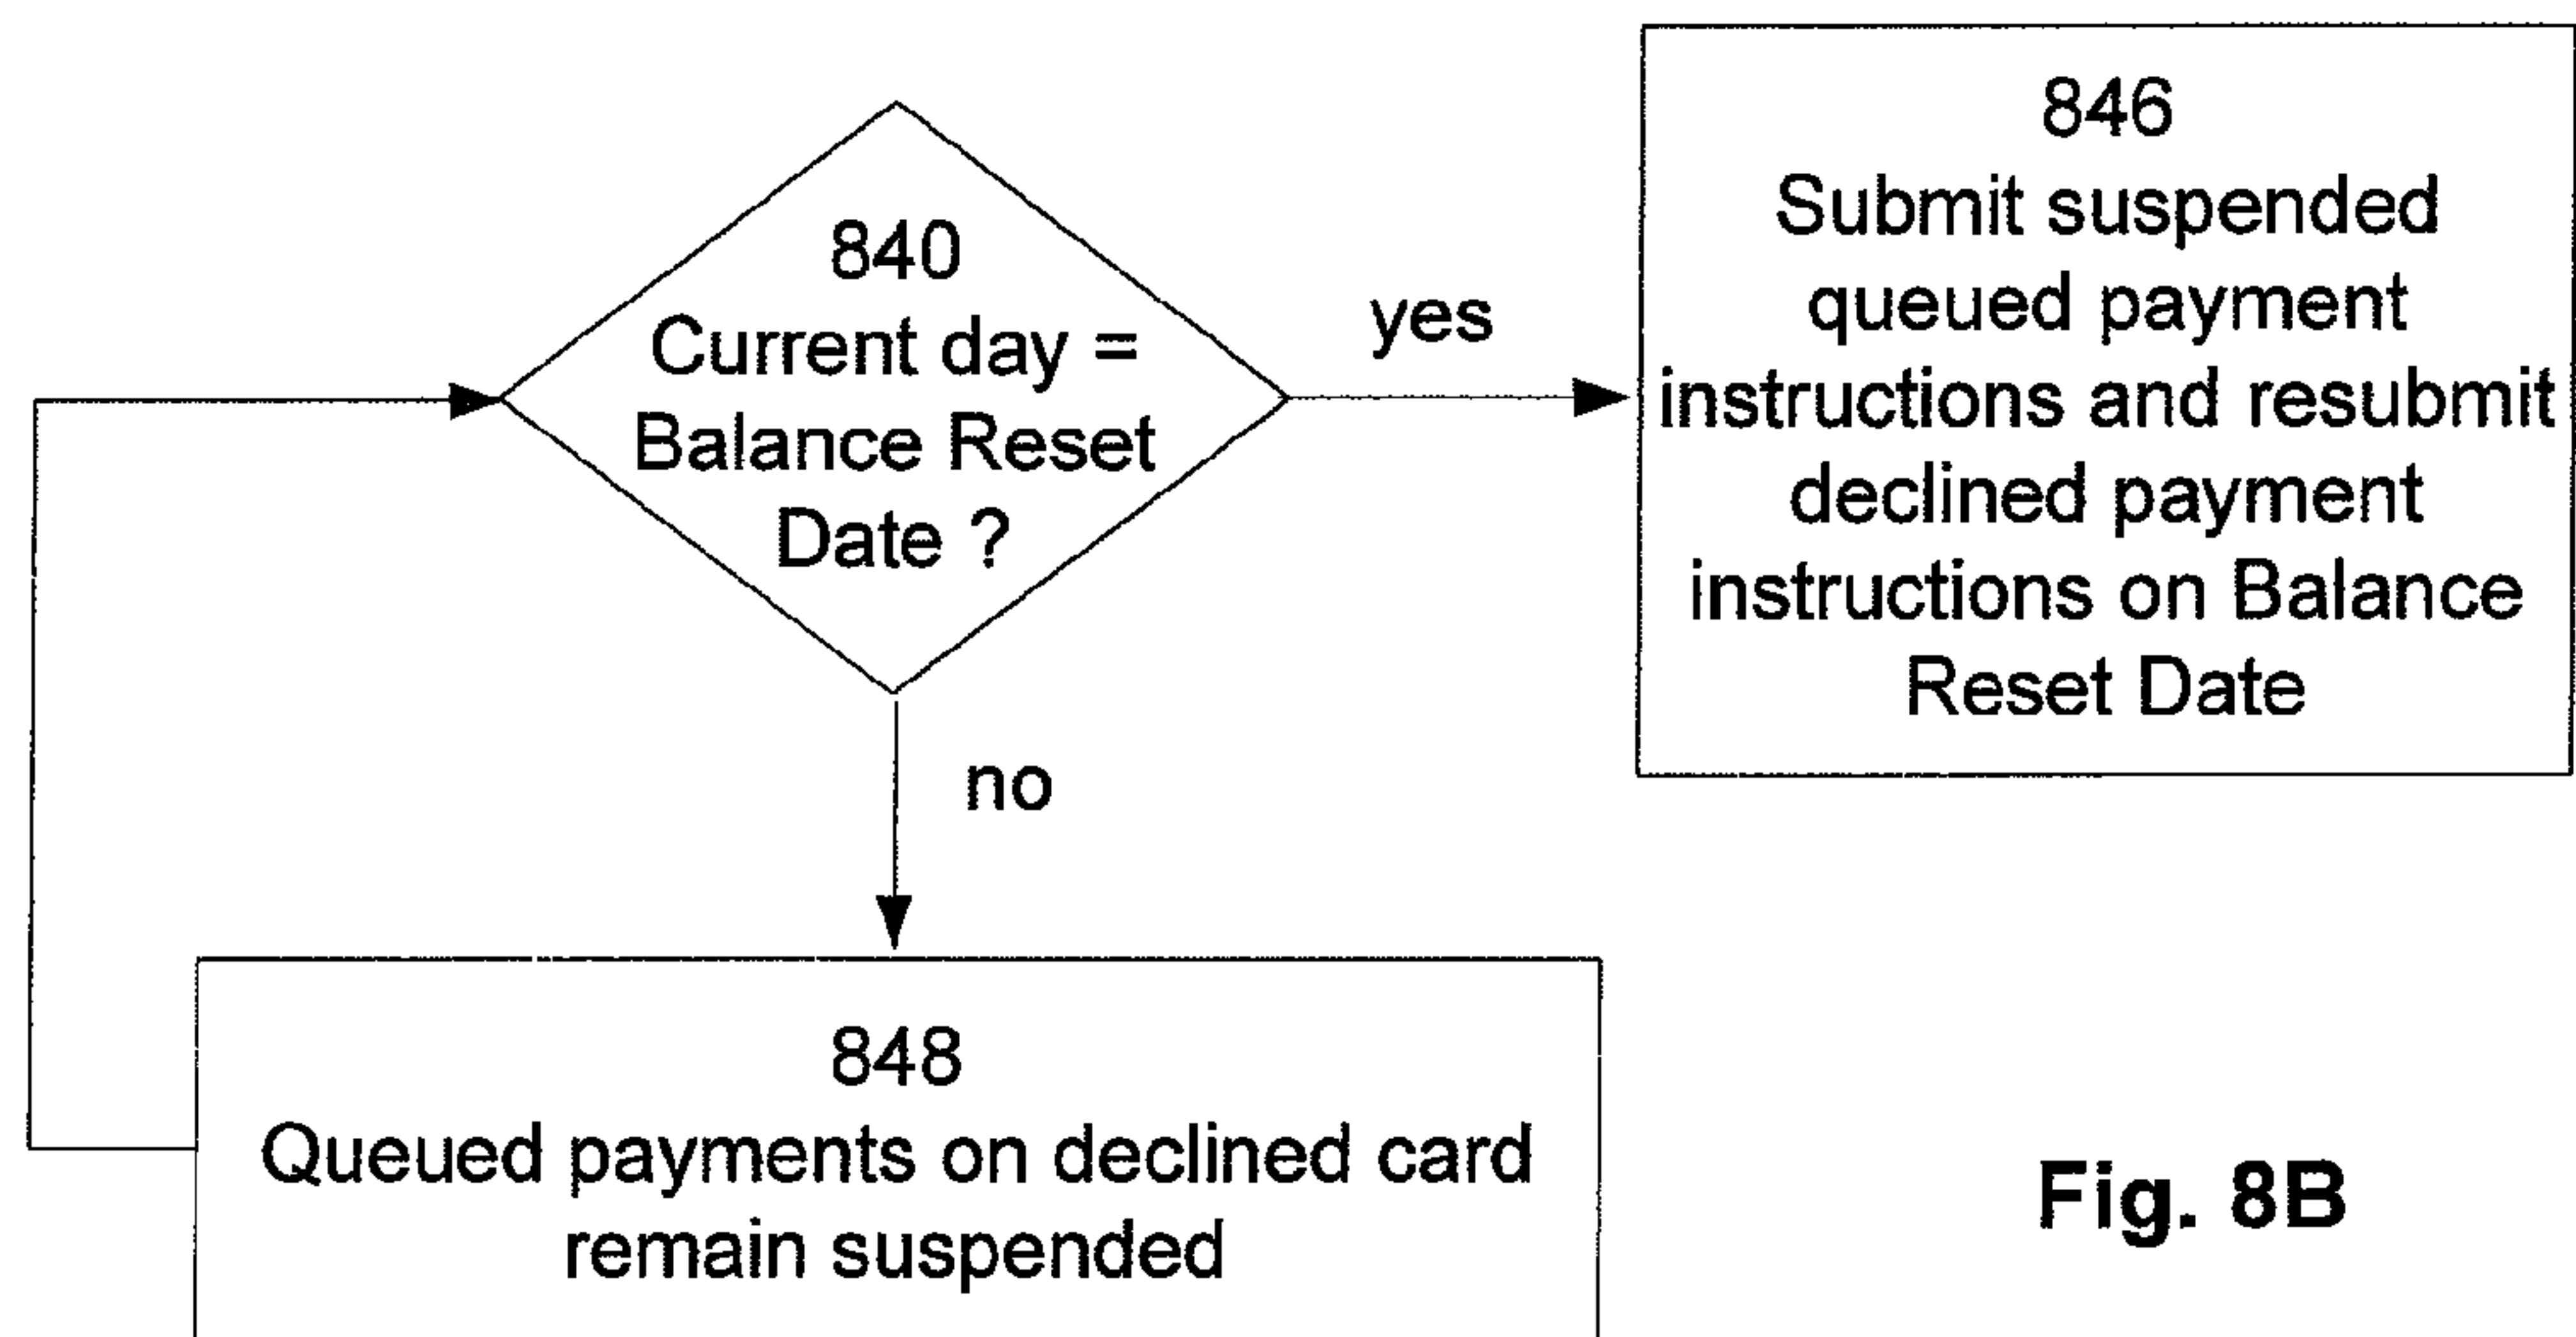 840
Current day =
Balance Reset
Date ?
yes
846
Submit suspended
queued payment
instructions and resubmit
declined payment
instructions on Balance
Reset Date
no
848
Queued payments on declined card
remain suspended
Fig. 8B